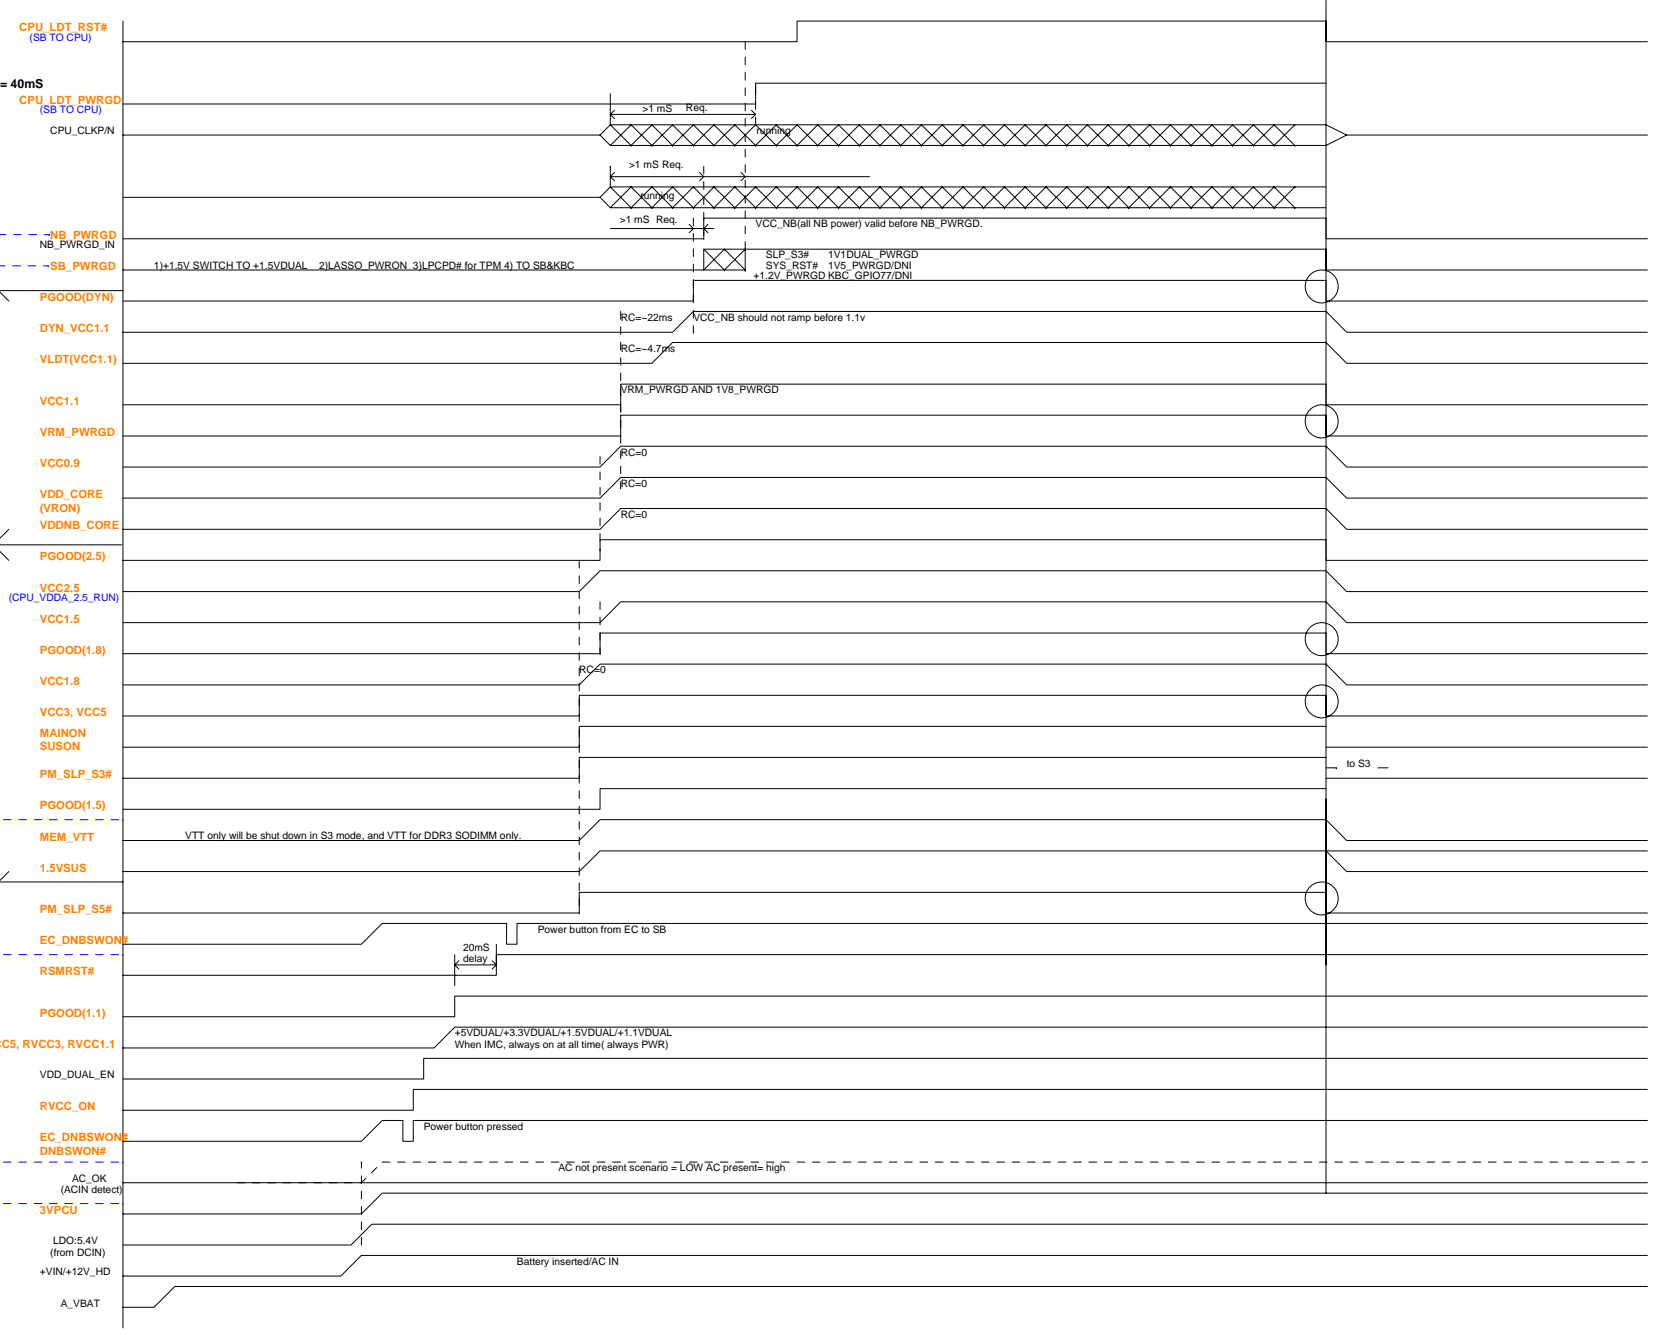 CPU_LDT_RST#
(SB TO CPU)
= 40mS
CPU_LDT_PWRGD
(SB TO CPU)
>1 mS Req.
CPU_CLKP/N
running
>1 mS Req.
running
>1 mS Req.
VCC_NB(all NB power) valid before NB_PWRGD.
NB_PWRGD
NB_PWRGD_IN
SB_PWRGD
1)+1.5V SWITCH TO +1.5VDUAL 2)LASSO_PWRON 3)LPCPD# for TPM 4) TO SB&KBC
SLP_S3# 1V1DUAL_PWRGD
SYS_RST# 1V5_PWRGD/DNI
+1.2V_PWRGD KBC_GPIO77/DNI
PGOOD(DYN)
DYN_VCC1.1
RC=~22ms
VCC_NB should not ramp before 1.1v
VLDT(VCC1.1)
RC=~4.7ms
VCC1.1
VRM_PWRGD AND 1V8_PWRGD
VRM_PWRGD
VCC0.9
RC=0
VDD_CORE
(VRON)
RC=0
VDDNB_CORE
RC=0
PGOOD(2.5)
VCC2.5
(CPU_VDDA_2.5_RUN)
VCC1.5
PGOOD(1.8)
VCC1.8
RC=0
VCC3, VCC5
MAINON
SUSON
PM_SLP_S3#
to S3
PGOOD(1.5)
MEM_VTT
VTT only will be shut down in S3 mode, and VTT for DDR3 SODIMM only.
1.5VSUS
PM_SLP_S5#
EC_DNBSWON#
Power button from EC to SB
20mS
delay
RSMRST#
PGOOD(1.1)
+5VDUAL/+3.3VDUAL/+1.5VDUAL/+1.1VDUAL
When IMC, always on at all time( always PWR)
CC5, RVCC3, RVCC1.1
VDD_DUAL_EN
RVCC_ON
EC_DNBSWON#
DNBSWON#
Power button pressed
AC_OK
(ACIN detect)
AC not present scenario = LOW AC present= high
3VPCU
LDO:5.4V
(from DCIN)
+VIN/+12V_HD
Battery inserted/AC IN
A_VBAT